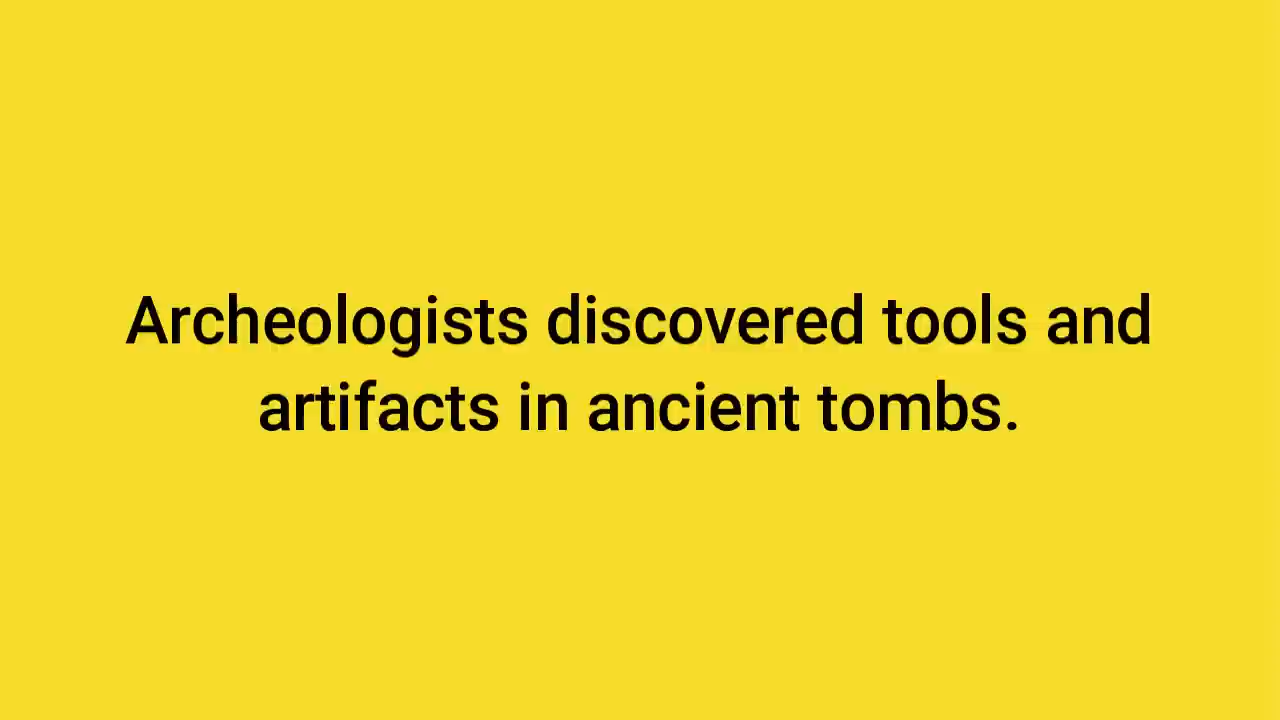 Archeologists discovered tools and
artifacts in ancient tombs.